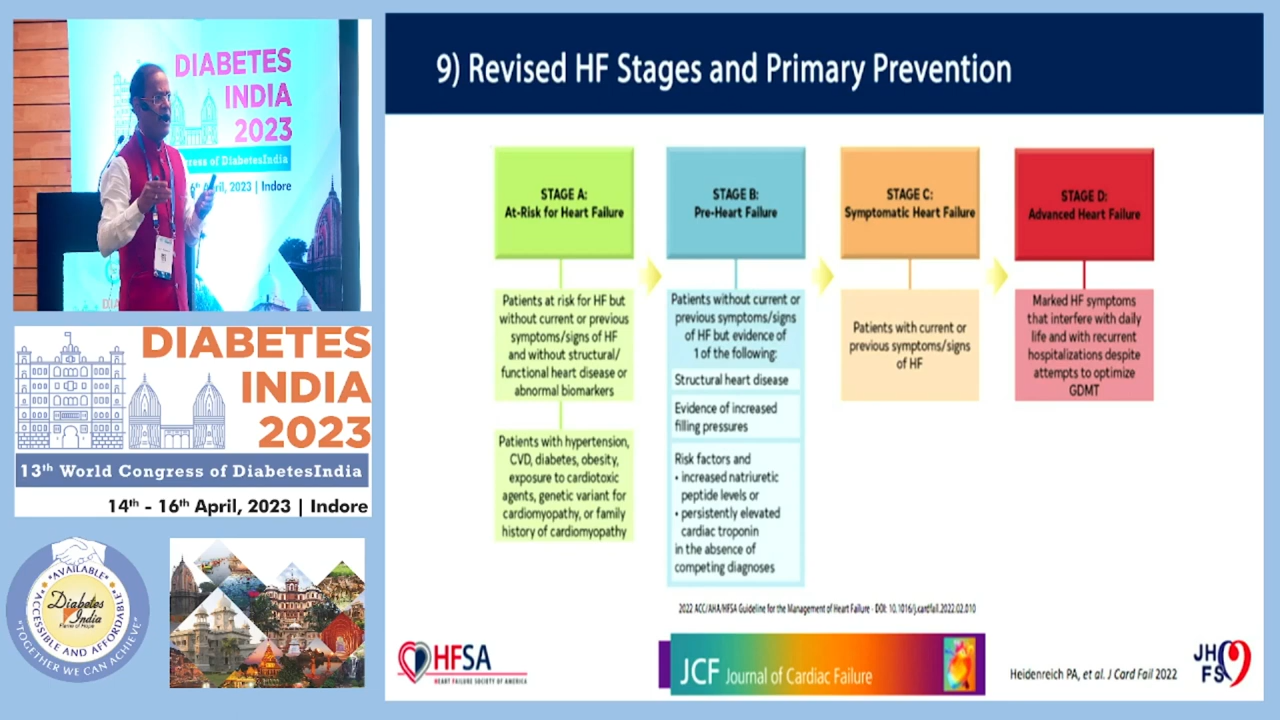 DIABETES
INDIA
2023
ress of DiabetesIndia
ril, 2023 | Indore
DIABETES
INDIA
2023
13th World Congress of DiabetesIndia
14th - 16th April, 2023 | Indore
*AVAILABLE*
*ACCESSIBLE AND AFFORDABLE*
Diabetes
India
Flame of Hope
"TOGETHER WE CAN ACHIEVE"
9) Revised HF Stages and Primary Prevention
STAGE A:
At-Risk for Heart Failure
Patients at risk for HF but
without current or previous
symptoms/signs of HF
and without structural/
functional heart disease or
abnormal biomarkers
Patients with hypertension,
CVD, diabetes, obesity,
exposure to cardiotoxic
agents, genetic variant for
cardiomyopathy, or family
history of cardiomyopathy
STAGE B:
Pre-Heart Failure
Patients without current or
previous symptoms/signs
of HF but evidence of
1 of the following:
Structural heart disease
Evidence of increased
filling pressures
Risk factors and
• increased natriuretic
peptide levels or
• persistently elevated
cardiac troponin
in the absence of
competing diagnoses
STAGE C:
Symptomatic Heart Failure
Patients with current or
previous symptoms/signs
of HF
STAGE D:
Advanced Heart Failure
Marked HF symptoms
that interfere with daily
life and with recurrent
hospitalizations despite
attempts to optimize
GDMT
2022 ACC/AHA/HFSA Guideline for the Management of Heart Failure - DOI: 10.1016/j.cardfail.2022.02.010
HFSA
HEART FAILURE SOCIETY OF AMERICA
JCF Journal of Cardiac Failure
Heidenreich PA, et al. J Card Fail 2022
JH
FS